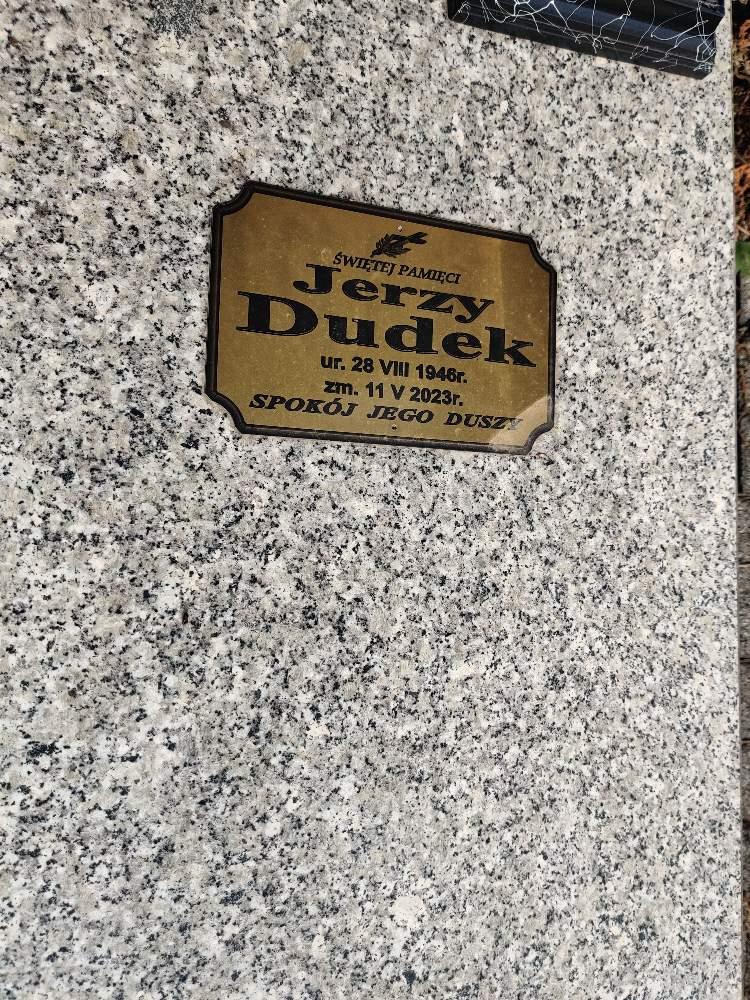 ŚWIĘTEJ PAMIĘCI
Jerzy
Dudek
ur. 28 VIII 1946r.
zm. 11 V 2023r.
SPOKÓJ JEGO DUSZY